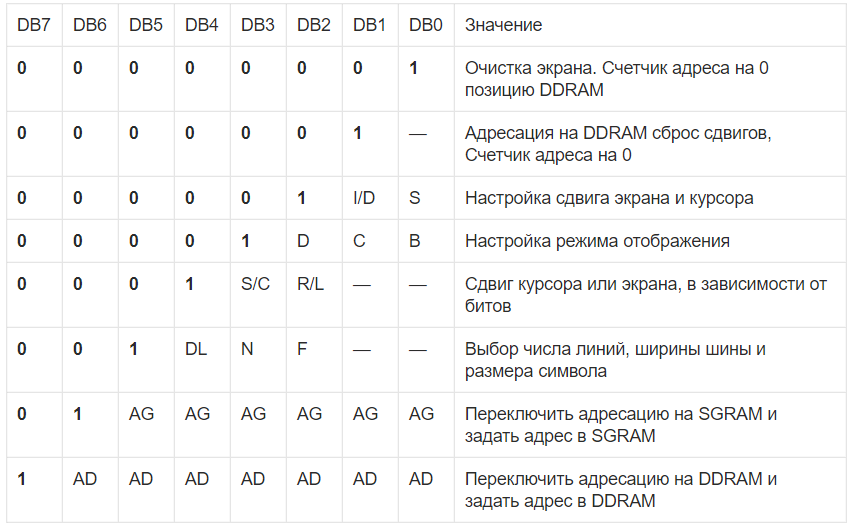 DB7 DB6 DB5 DB4 DB3 DB2 DB1 DB0 Значение
0 0 0 0 0 0 0 1 Очистка экрана. Счетчик адреса на 0
позицию DDRAM
0 0 0 0 0 0 1 — Адресация на DDRAM сброс сдвигов,
Счетчик адреса на 0
0 0 0 0 0 1 I/D S Настройка сдвига экрана и курсора
0 0 0 0 1 D C B Настройка режима отображения
0 0 0 1 S/C R/L — — Сдвиг курсора или экрана, в зависимости от
битов
0 0 1 DL N F — — Выбор числа линий, ширины шины и
размера символа
0 1 AG AG AG AG AG AG Переключить адресацию на SGRAM и
задать адрес в SGRAM
1 AD AD AD AD AD AD AD Переключить адресацию на DDRAM и
задать адрес в DDRAM